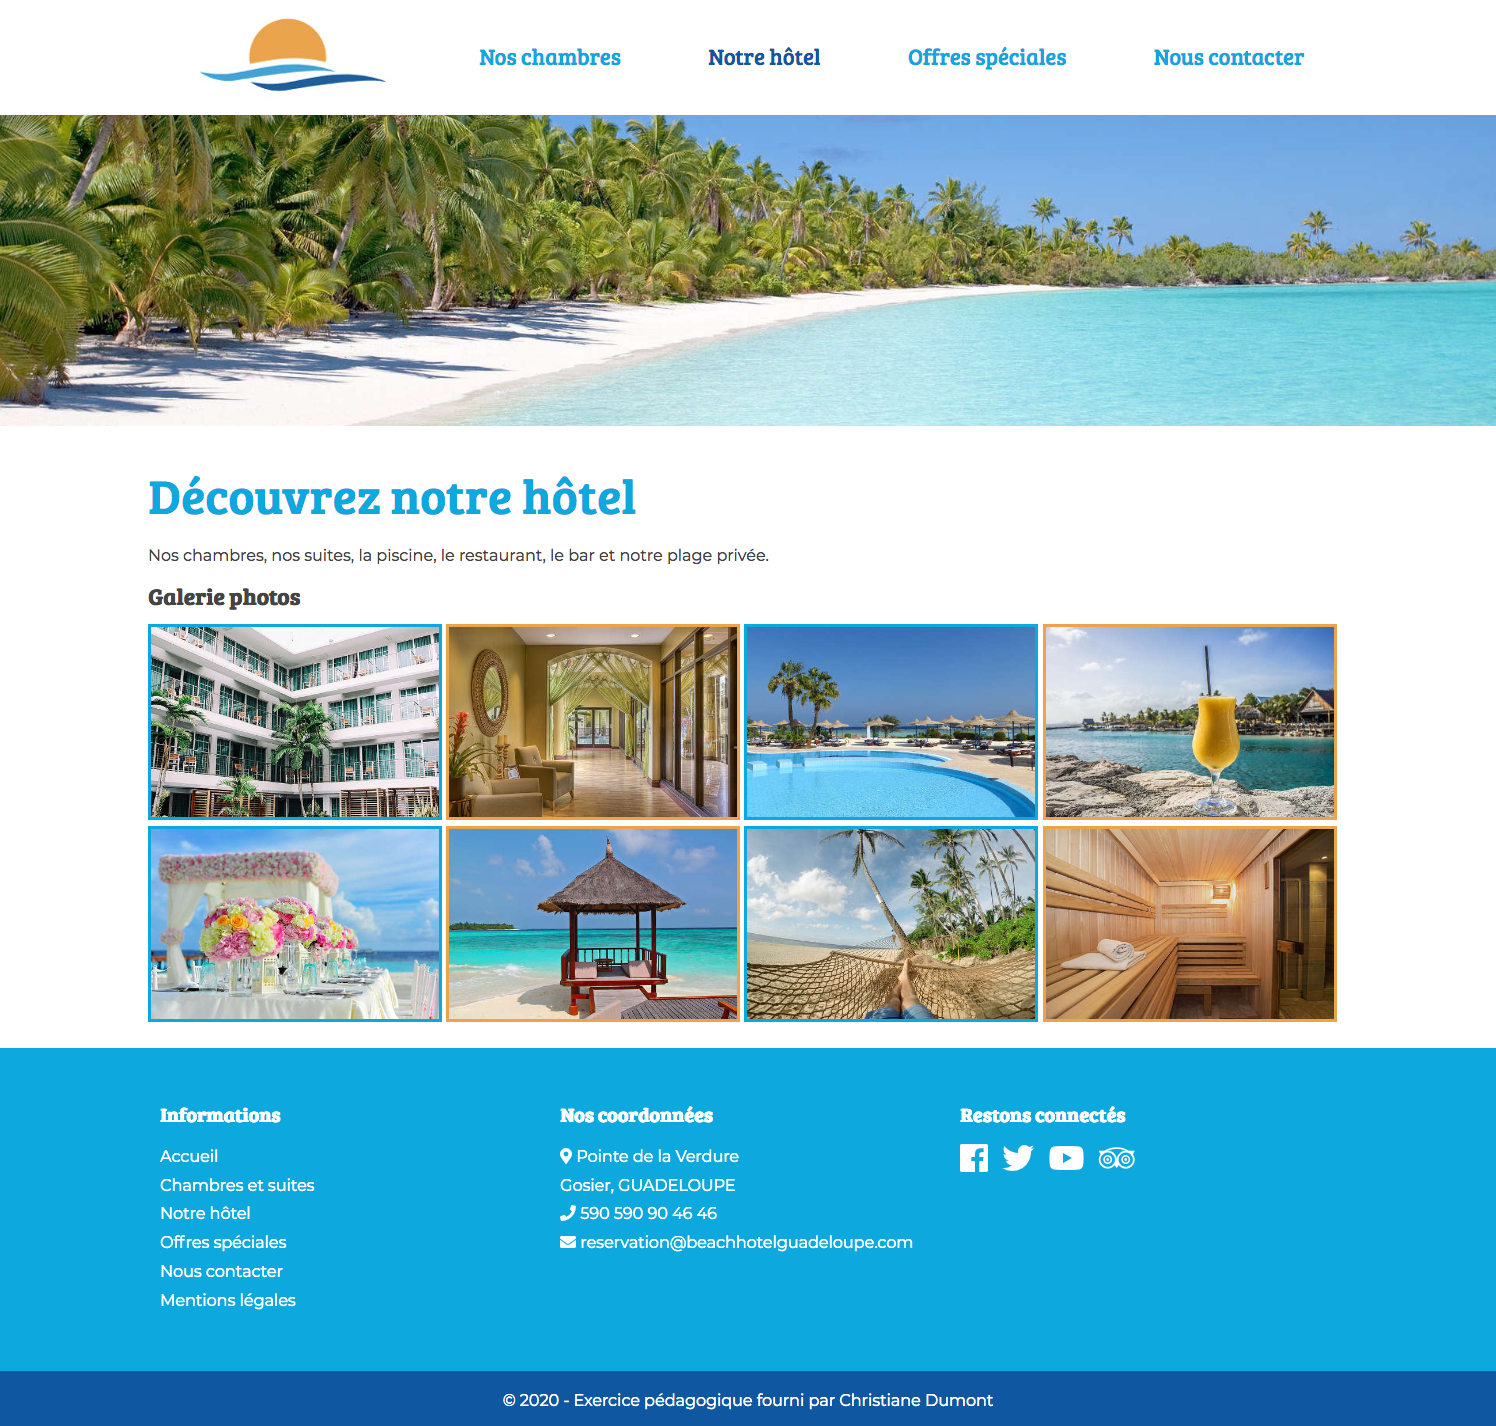 Nos chambres
Notre hôtel
Offres spéciales
Nous contacter
Découvrez notre hôtel
Nos chambres, nos suites, la piscine, le restaurant, le bar et notre plage privée.
Galerie photos
Informations
Accueil
Chambres et suites
Notre hôtel
Offres spéciales
Nous contacter
Mentions légales
Nos coordonnées
Pointe de la Verdure
Gosier, GUADELOUPE
590 590 90 46 46
reservation@beachhotelguadeloupe.com
Restons connectés
© 2020 - Exercice pédagogique fourni par Christiane Dumont